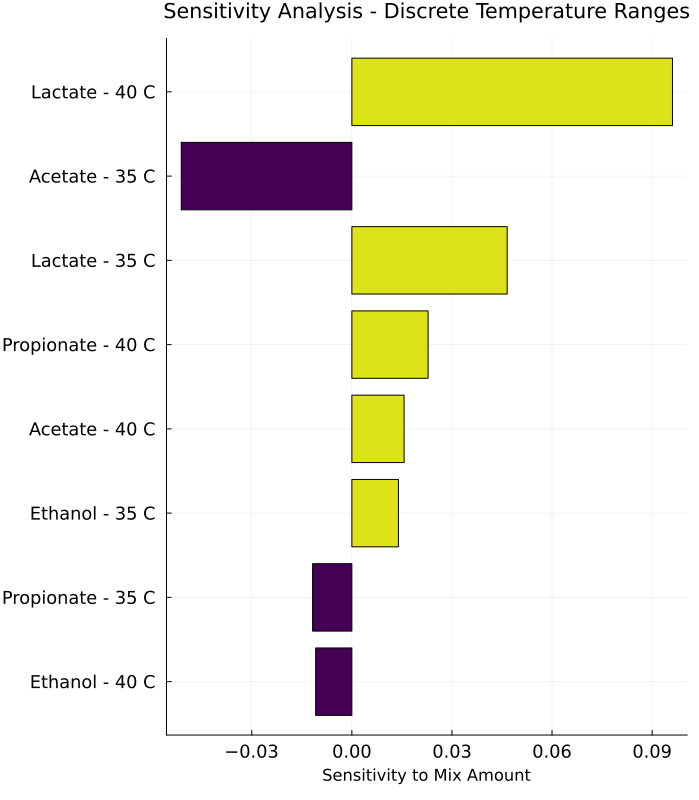 Sensitivity Analysis - Discrete Temperature Ranges
Lactate - 40 C
Acetate - 35 C
Lactate - 35 C
Propionate - 40 C
Acetate - 40 C
Ethanol - 35 C
Propionate - 35 C
Ethanol - 40 C
−0.03 0.00 0.03 0.06 0.09
Sensitivity to Mix Amount